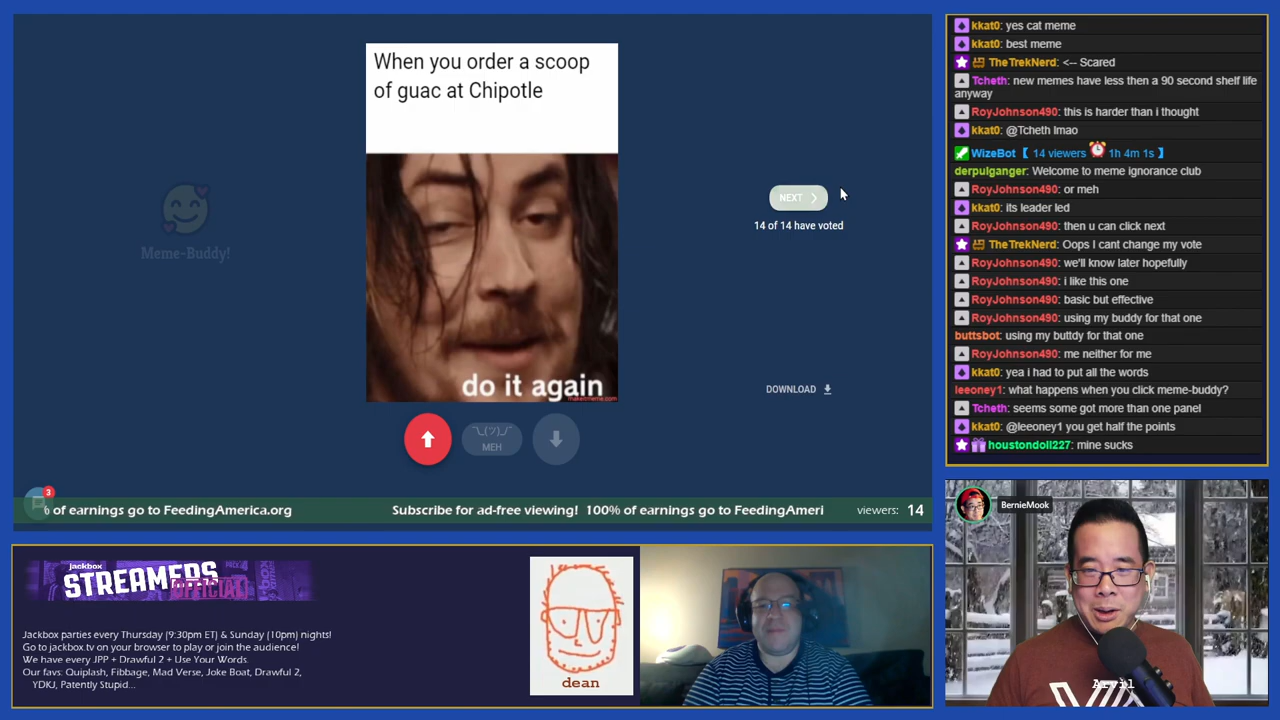 When you order a scoop
of guac at Chipotle
do it again
makeitmeme.com
Meme-Buddy!
NEXT
14 of 14 have voted
DOWNLOAD
¯\_(ツ)_/¯
MEH
3
% of earnings go to FeedingAmerica.org
Subscribe for ad-free viewing! 100% of earnings go to FeedingAmeri
viewers: 14
kkat0: yes cat meme
kkat0: best meme
TheTrekNerd: <-- Scared
Tcheth: new memes have less then a 90 second shelf life
anyway
RoyJohnson490: this is harder than i thought
kkat0: @Tcheth lmao
WizeBot 【 14 viewers ⏰ 1h 4m 1s 】
derpulganger: Welcome to meme ignorance club
RoyJohnson490: or meh
kkat0: its leader led
RoyJohnson490: then u can click next
TheTrekNerd: Oops I cant change my vote
RoyJohnson490: we'll know later hopefully
RoyJohnson490: i like this one
RoyJohnson490: basic but effective
RoyJohnson490: using my buddy for that one
buttsbot: using my buttdy for that one
RoyJohnson490: me neither for me
kkat0: yea i had to put all the words
leeoney1: what happens when you click meme-buddy?
Tcheth: seems some got more than one panel
kkat0: @leeoney1 you get half the points
houstondoll227: mine sucks
jackbox
STREAMERS
OFFICIAL
Jackbox parties every Thursday (9:30pm ET) & Sunday (10pm) nights!
Go to jackbox.tv on your browser to play or join the audience!
We have every JPP + Drawful 2 + Use Your Words.
Our favs: Quiplash, Fibbage, Mad Verse, Joke Boat, Drawful 2,
YDKJ, Patently Stupid...
dean
BernieMook
Arvil